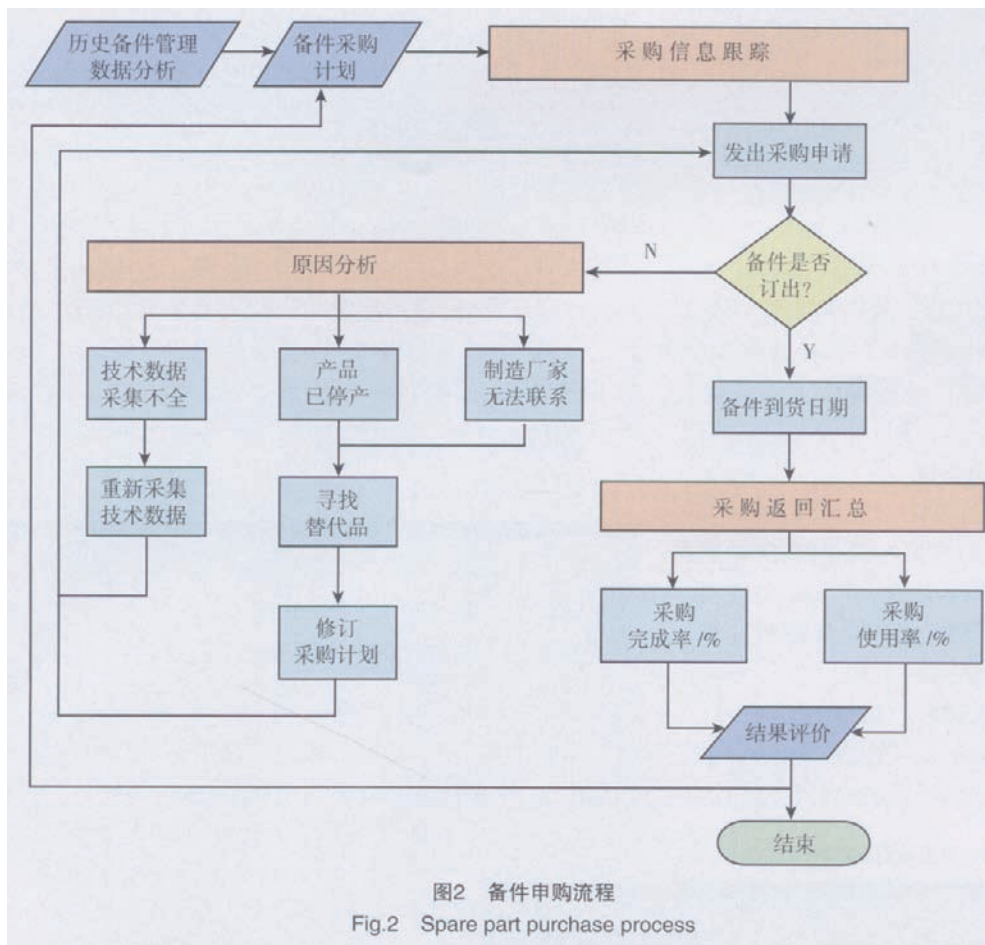 历史备件管理
数据分析
备件采购
计划
采购信息跟踪
发出采购申请
备件是否
订出?
N
Y
原因分析
技术数据
采集不全
产品
已停产
制造厂家
无法联系
备件到货日期
重新采集
技术数据
寻找
替代品
采购返回汇总
修订
采购计划
采购
完成率/%
采购
使用率/%
结果评价
结束
图2 备件申购流程
Fig.2 Spare part purchase process